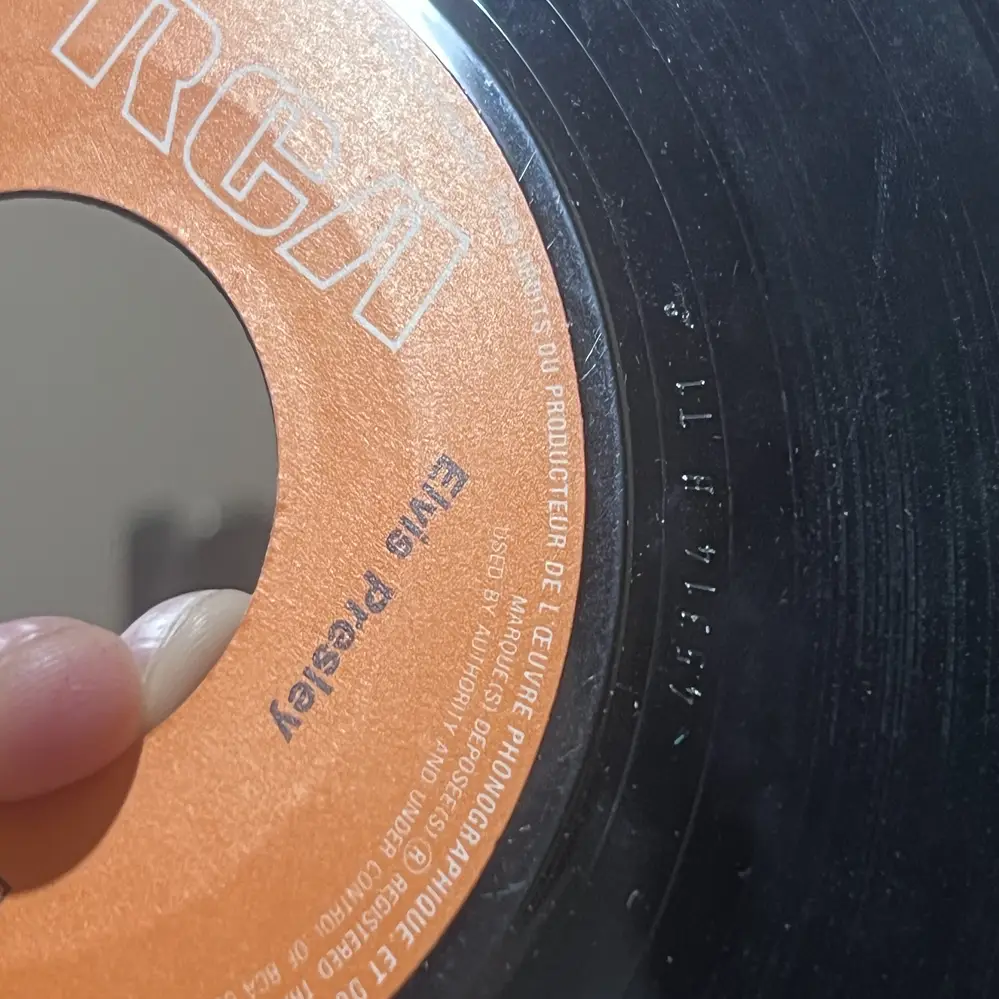 RCA
DROITS DU PRODUCTEUR DE L ŒUVRE PHONOGRAPHIQUE ET DU
MARQUE(S) DEPOSEE(S) ® REGISTERED
USED BY AUTHORITY AND UNDER CONTROL OF RCA
Elvis Presley
45314 B T1